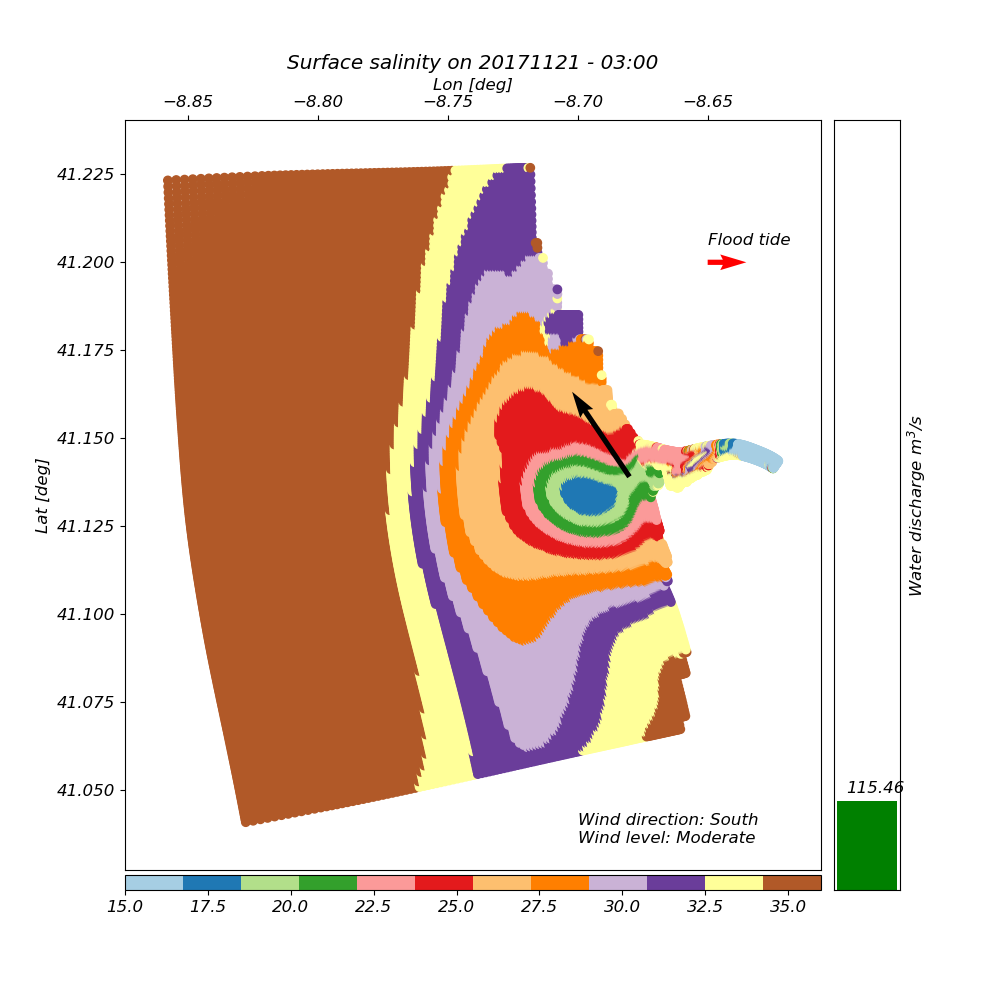 Surface salinity on 20171121 - 03:00
Lon [deg]
−8.85 −8.80 −8.75 −8.70 −8.65
41.225
41.200
41.175
41.150
41.125
41.100
41.075
41.050
Lat [deg]
Flood tide
Wind direction: South
Wind level: Moderate
115.46
Water discharge m³/s
15.0 17.5 20.0 22.5 25.0 27.5 30.0 32.5 35.0